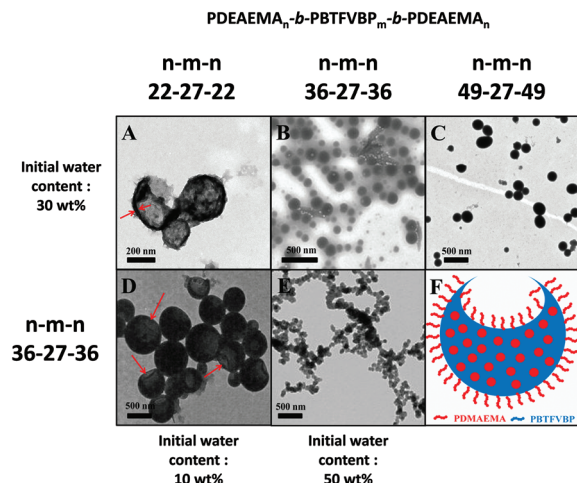 PDEAEMAn-b-PBTFVBPm-b-PDEAEMAn
n-m-n n-m-n n-m-n
22-27-22 36-27-36 49-27-49
Initial water
content :
30 wt%
A
200 nm
B
500 nm
C
500 nm
n-m-n
36-27-36
D
500 nm
E
500 nm
F
PDMAEMA PBTFVBP
Initial water
content :
10 wt%
Initial water
content :
50 wt%